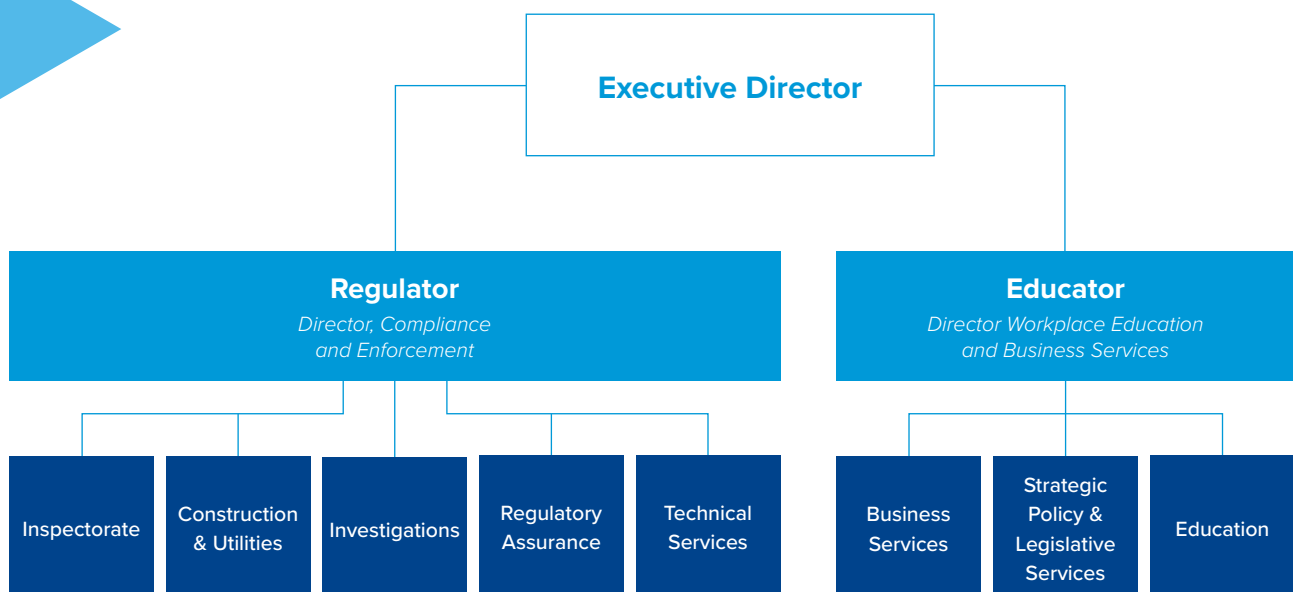 Executive Director
Regulator
Director, Compliance
and Enforcement
Educator
Director Workplace Education
and Business Services
Inspectorate
Construction
& Utilities
Investigations
Regulatory
Assurance
Technical
Services
Business
Services
Strategic
Policy &
Legislative
Services
Education